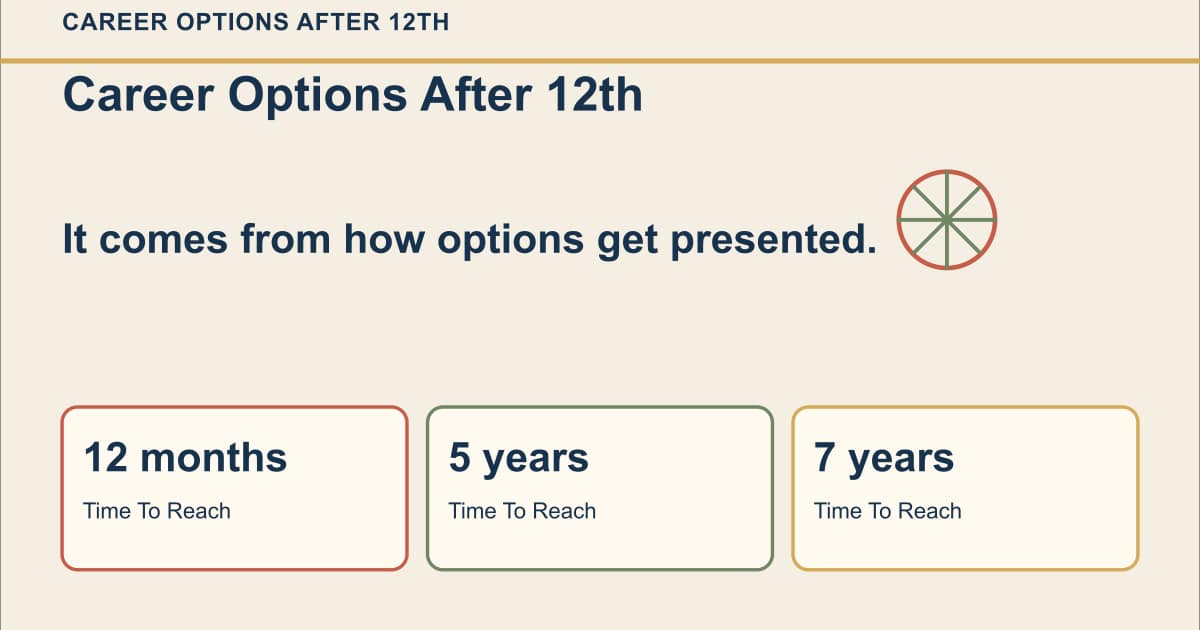 CAREER OPTIONS AFTER 12TH
Career Options After 12th
It comes from how options get presented.
12 months
Time To Reach
5 years
Time To Reach
7 years
Time To Reach